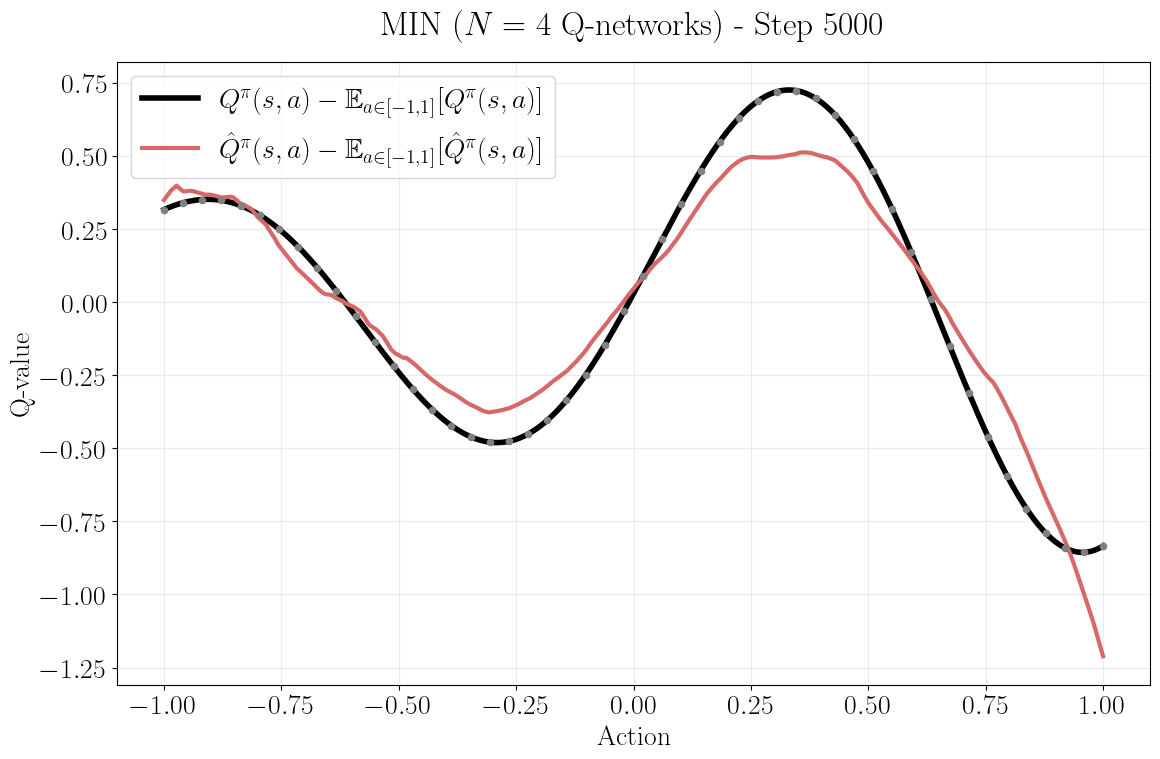 MIN (N = 4 Q-networks) - Step 5000
Q^π(s, a) − 𝔼_{a∈[−1,1]}[Q^π(s, a)]
Q̂^π(s, a) − 𝔼_{a∈[−1,1]}[Q̂^π(s, a)]
Q-value
0.75
0.50
0.25
0.00
−0.25
−0.50
−0.75
−1.00
−1.25
−1.00 −0.75 −0.50 −0.25 0.00 0.25 0.50 0.75 1.00
Action